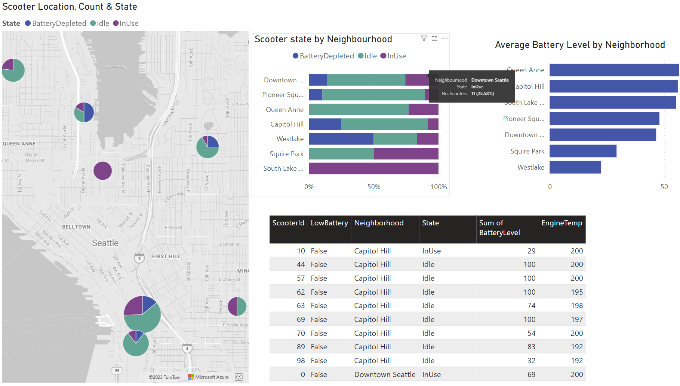 Scooter Location, Count & State
State BatteryDepleted Idle InUse
QUEEN ANNE
BELLTOWN
Seattle
FIRST HILL
©2022 TomTom Microsoft Azure
Scooter state by Neighbourhood
BatteryDepleted Idle InUse
Downtown ...
Pioneer Squ...
Queen Anne
Capitol Hill
Westlake
Squire Park
South Lake ...
0% 50% 100%
Neighbourhood Downtown Seattle
State InUse
No. Scooters 11 (25.58%)
Average Battery Level by Neighborhood
Queen Anne
Capitol Hill
South Lake ...
Pioneer Squ...
Downtown ...
Squire Park
Westlake
0 50
ScooterId LowBattery Neighborhood State Sum of BatteryLevel EngineTemp
10 False Capitol Hill InUse 29 200
44 False Capitol Hill Idle 100 200
57 False Capitol Hill Idle 100 200
62 False Capitol Hill Idle 100 195
63 False Capitol Hill Idle 74 198
69 False Capitol Hill Idle 100 197
70 False Capitol Hill Idle 54 200
89 False Capitol Hill Idle 83 192
98 False Capitol Hill Idle 32 192
0 False Downtown Seattle InUse 69 200